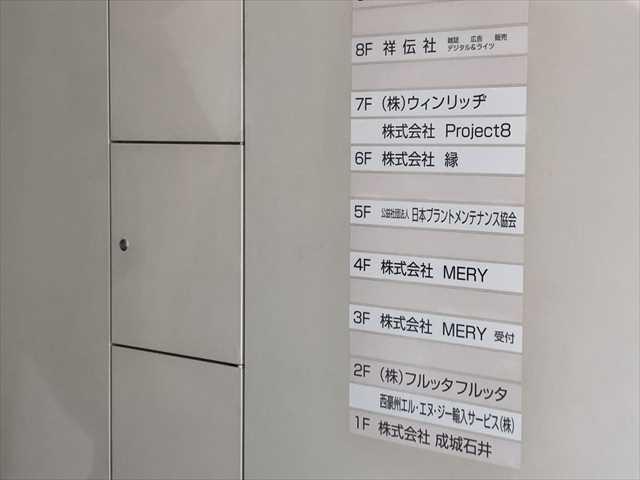 8F 祥伝社 雑誌 広告 販売
デジタル&ライツ
7F (株)ウィンリッヂ
株式会社 Project8
6F 株式会社 縁
5F 公益社団法人 日本プラントメンテナンス協会
4F 株式会社 MERY
3F 株式会社 MERY 受付
2F (株)フルッタフルッタ
西豪州エル・エヌ・ジー輸入サービス(株)
1F 株式会社 成城石井